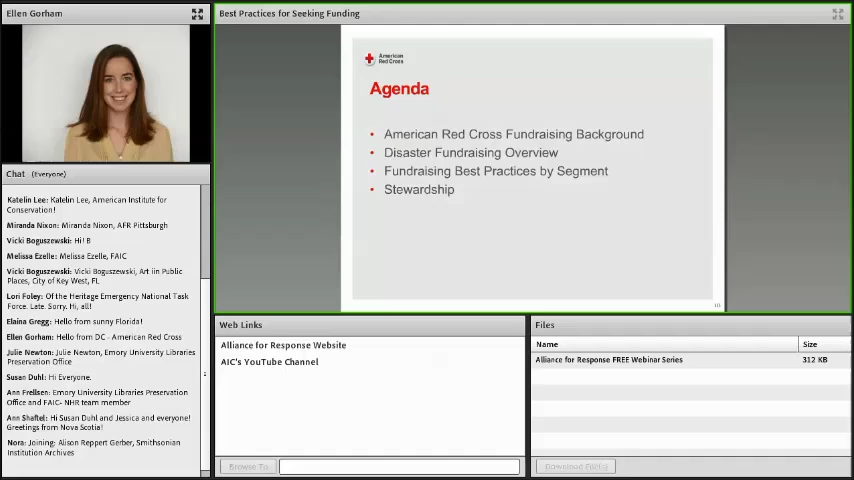 Ellen Gorham
Best Practices for Seeking Funding
American
Red Cross
Agenda
• American Red Cross Fundraising Background
• Disaster Fundraising Overview
• Fundraising Best Practices by Segment
• Stewardship
Chat (Everyone)
Katelin Lee: Katelin Lee, American Institute for
Conservation!
Miranda Nixon: Miranda Nixon, AFR Pittsburgh
Vicki Boguszewski: Hi! B
Melissa Ezelle: Melissa Ezelle, FAIC
Vicki Boguszewski: Vicki Boguszewski, Art iin Public
Places, City of Key West, FL
Lori Foley: Of the Heritage Emergency National Task
Force. Late. Sorry. Hi, all!
Elaina Gregg: Hello from sunny Florida!
Ellen Gorham: Hello from DC - American Red Cross
Julie Newton: Julie Newton, Emory University Libraries
Preservation Office
Susan Duhl: Hi Everyone.
Ann Frellsen: Emory University Libraries Preservation
Office and FAIC- NHR team member
Ann Shaftel: Hi Susan Duhl and Jessica and everyone!
Greetings from Nova Scotia!
Nora: Joining: Alison Reppert Gerber, Smithsonian
Institution Archives
Web Links
Alliance for Response Website
AIC's YouTube Channel
Browse To
Files
Name Size
Alliance for Response FREE Webinar Series 312 KB
Download File(s)